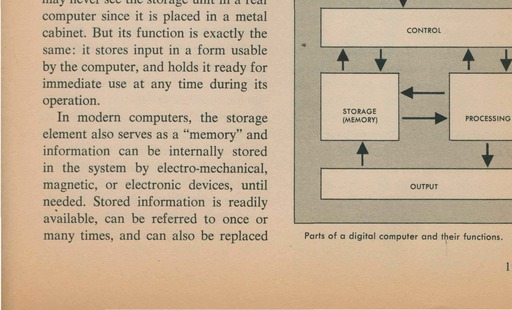 may never see the storage unit in a real
computer since it is placed in a metal
cabinet. But its function is exactly the
same: it stores input in a form usable
by the computer, and holds it ready for
immediate use at any time during its
operation.
In modern computers, the storage
element also serves as a “memory” and
information can be internally stored
in the system by electro-mechanical,
magnetic, or electronic devices, until
needed. Stored information is readily
available, can be referred to once or
many times, and can also be replaced
CONTROL
STORAGE
(MEMORY)
PROCESSING
OUTPUT
Parts of a digital computer and their functions.
1